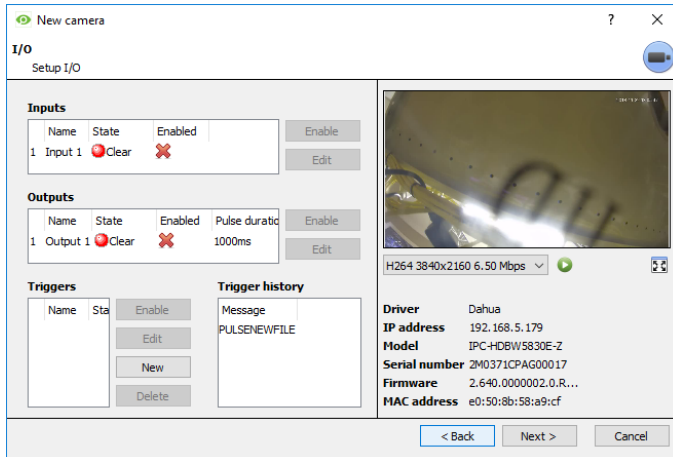 New camera
I/O
Setup I/O
Inputs
Name State Enabled
1 Input 1 Clear
Enable
Edit
Outputs
Name State Enabled Pulse duratic
1 Output 1 Clear 1000ms
Enable
Edit
Triggers
Name Sta
Enable
Edit
New
Delete
Trigger history
Message
PULSENEWFILE
H264 3840x2160 6.50 Mbps
Driver Dahua
IP address 192.168.5.179
Model IPC-HDBW5830E-Z
Serial number 2M0371CPAG00017
Firmware 2.640.0000002.0.R...
MAC address e0:50:8b:58:a9:cf
< Back
Next >
Cancel